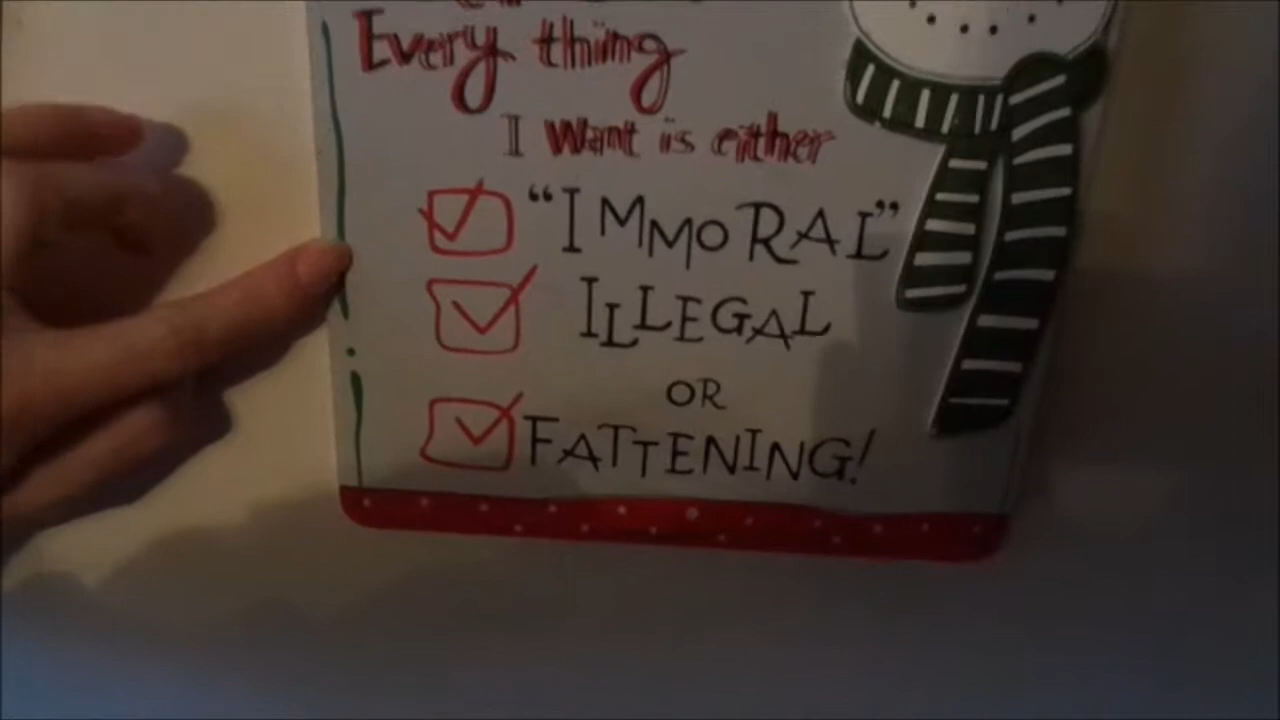 Every thing
I Want is either
"IMMORAL"
ILLEGAL
OR
FATTENING!